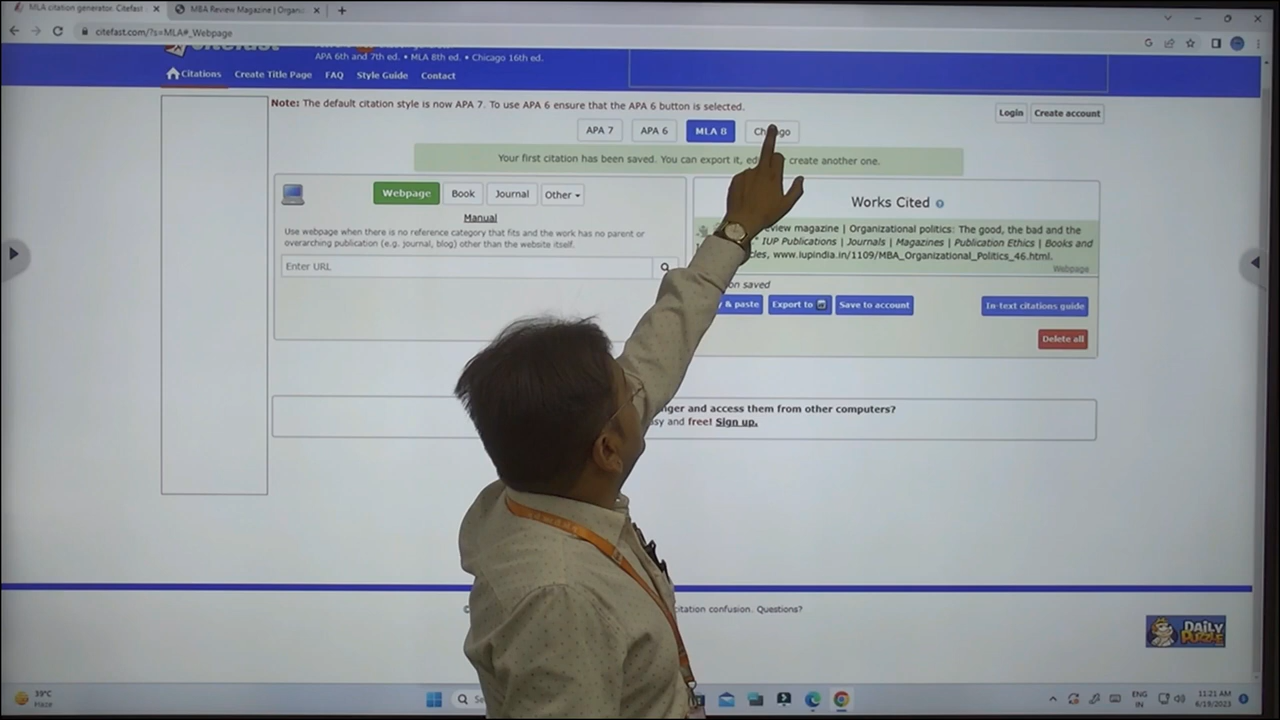 MLA citation generator. Citefast
MBA Review Magazine | Organiz
citefast.com/?s=MLA#_Webpage
citefast
APA 6th and 7th ed. • MLA 8th ed. • Chicago 16th ed.
Citations Create Title Page FAQ Style Guide Contact
Note: The default citation style is now APA 7. To use APA 6 ensure that the APA 6 button is selected.
Login Create account
APA 7 APA 6 MLA 8 Ch go
Your first citation has been saved. You can export it, ed create another one.
Webpage Book Journal Other
Manual
Use webpage when there is no reference category that fits and the work has no parent or
overarching publication (e.g. journal, blog) other than the website itself.
Enter URL
Works Cited
view magazine | Organizational politics: The good, the bad and the
" IUP Publications | Journals | Magazines | Publication Ethics | Books and
les, www.iupindia.in/1109/MBA_Organizational_Politics_46.html.
Webpage
on saved
& paste Export to Save to account In-text citations guide
Delete all
nger and access them from other computers?
sy and free! Sign up.
© citation confusion. Questions?
DAILY
PUZZLE
39°C
Haze
Se
ENG
IN
11:21 AM
6/19/2023